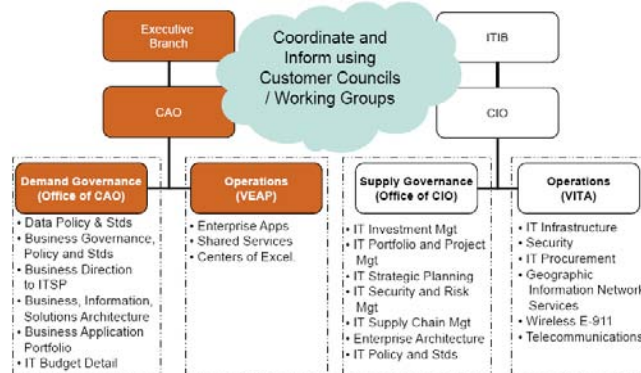 Executive
Branch
Coordinate and
Inform using
Customer Councils
/ Working Groups
ITIB
CAO
CIO
Demand Governance
(Office of CAO)
• Data Policy & Stds
• Business Governance,
Policy and Stds
• Business Direction
to ITSP
• Business, Information,
Solutions Architecture
• Business Application
Portfolio
• IT Budget Detail
Operations
(VEAP)
• Enterprise Apps
• Shared Services
• Centers of Excel.
Supply Governance
(Office of CIO)
• IT Investment Mgt
• IT Portfolio and Project
Mgt
• IT Strategic Planning
• IT Security and Risk
Mgt
• IT Supply Chain Mgt
• Enterprise Architecture
• IT Policy and Stds
Operations
(VITA)
• IT Infrastructure
• Security
• IT Procurement
• Geographic
Information Network
Services
• Wireless E-911
• Telecommunications